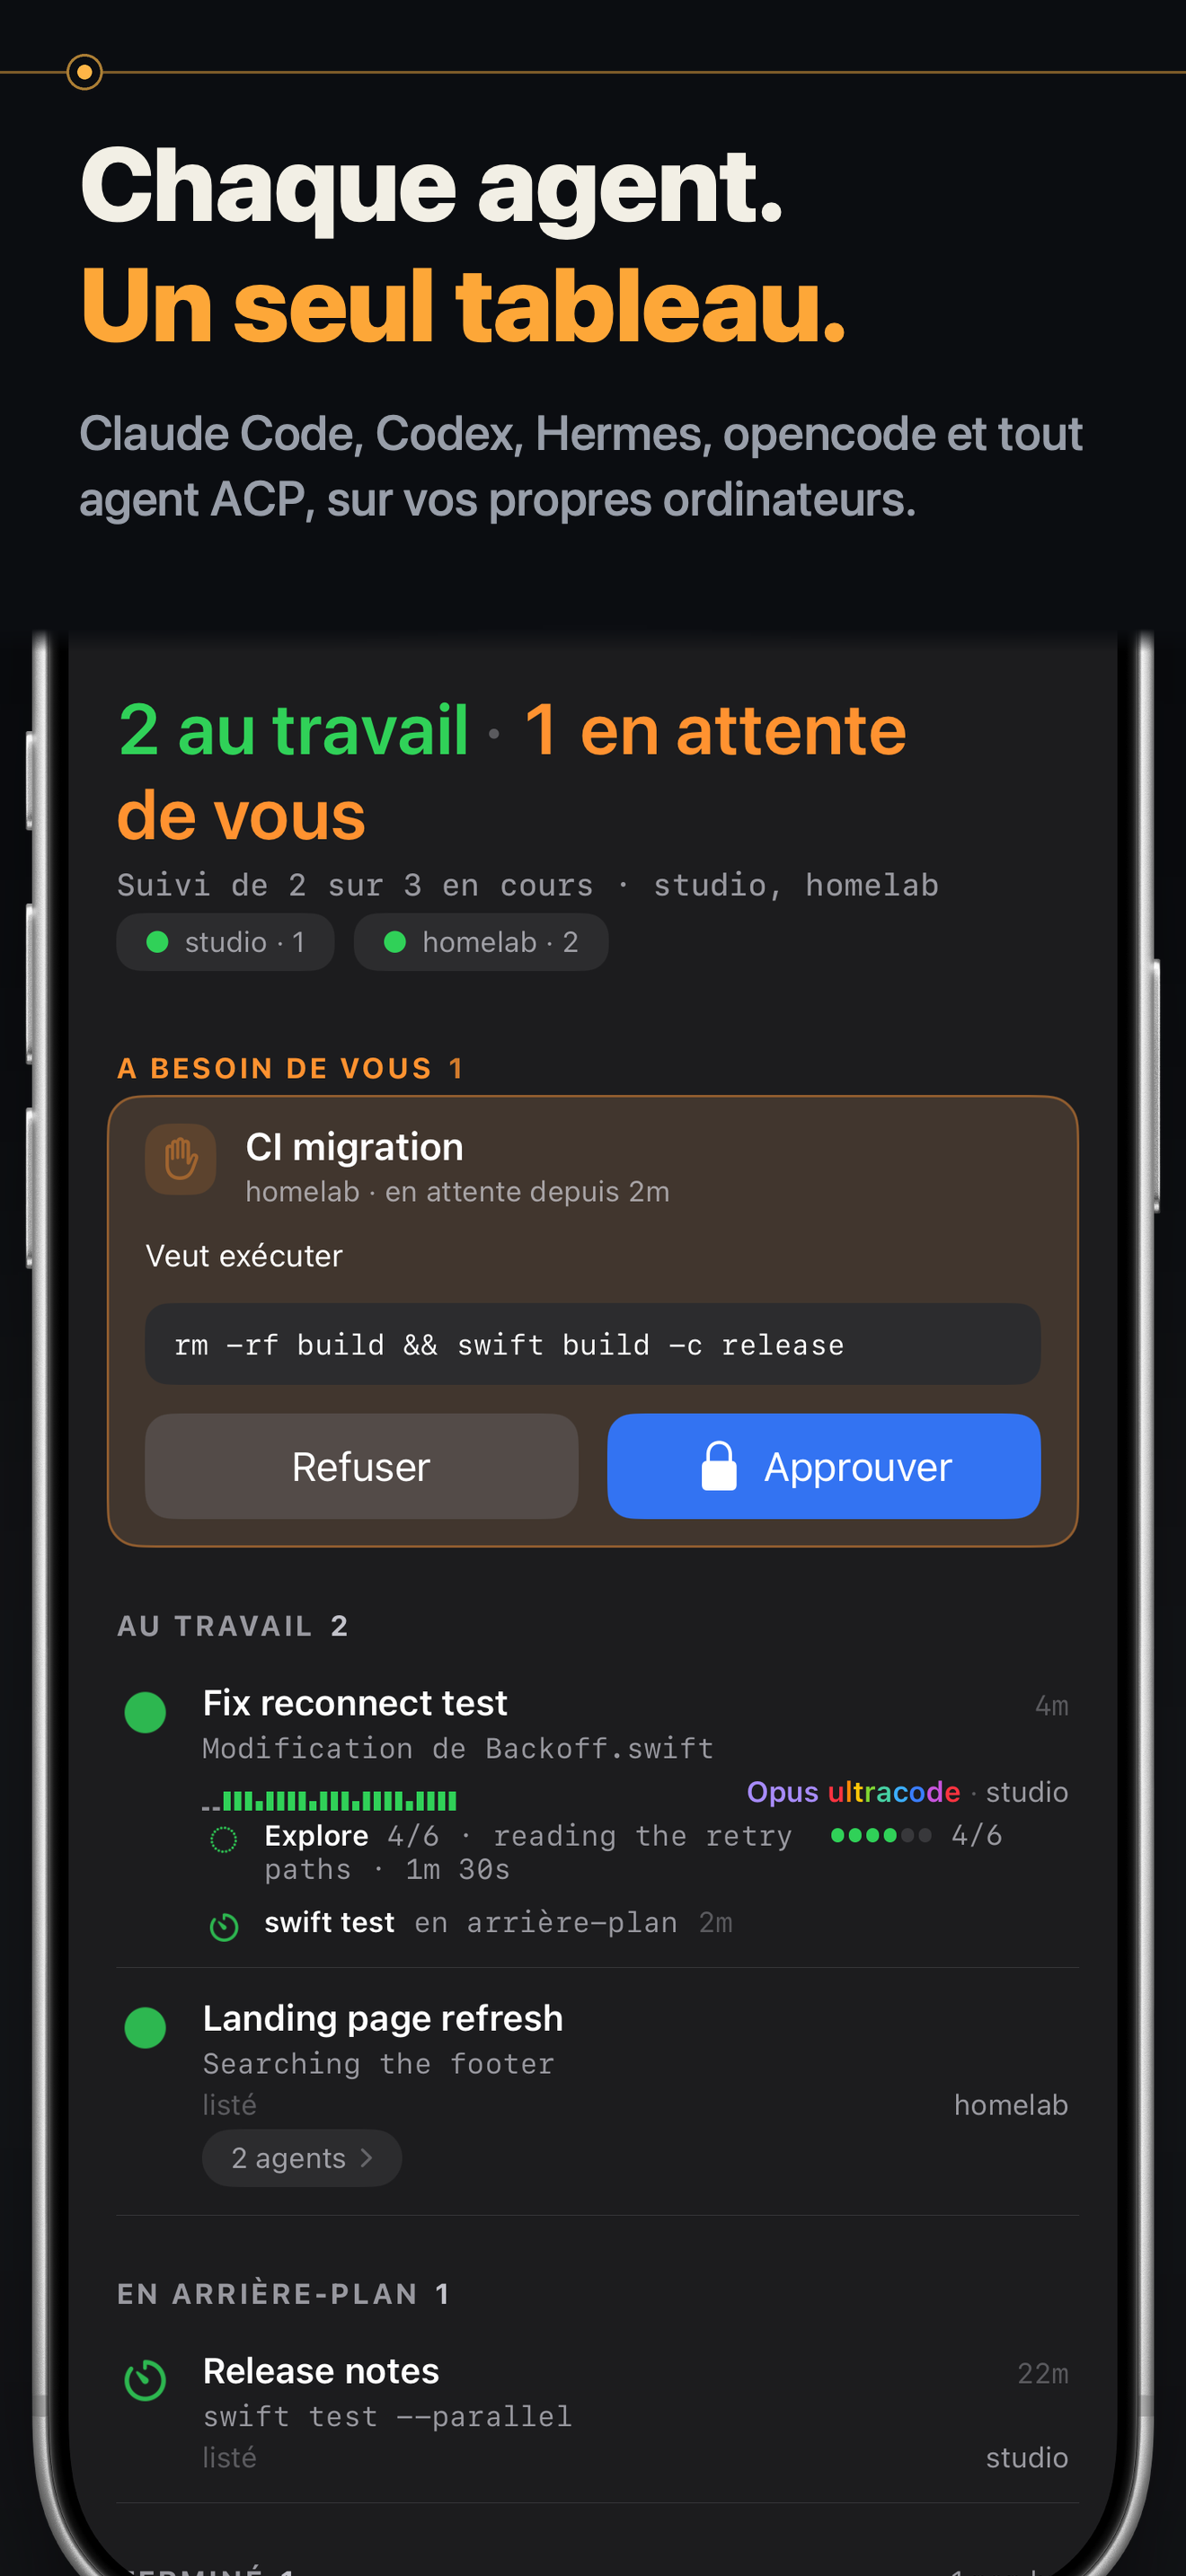 Chaque agent.
Un seul tableau.
Claude Code, Codex, Hermes, opencode et tout
agent ACP, sur vos propres ordinateurs.
2 au travail · 1 en attente
de vous
Suivi de 2 sur 3 en cours · studio, homelab
studio · 1
homelab · 2
A BESOIN DE VOUS 1
CI migration
homelab · en attente depuis 2m
Veut exécuter
rm -rf build && swift build -c release
Refuser
Approuver
AU TRAVAIL 2
Fix reconnect test 4m
Modification de Backoff.swift
Opus ultracode · studio
Explore 4/6 · reading the retry 4/6
paths · 1m 30s
swift test en arrière-plan 2m
Landing page refresh
Searching the footer
listé homelab
2 agents >
EN ARRIÈRE-PLAN 1
Release notes 22m
swift test --parallel
listé studio
TERMINÉ 1